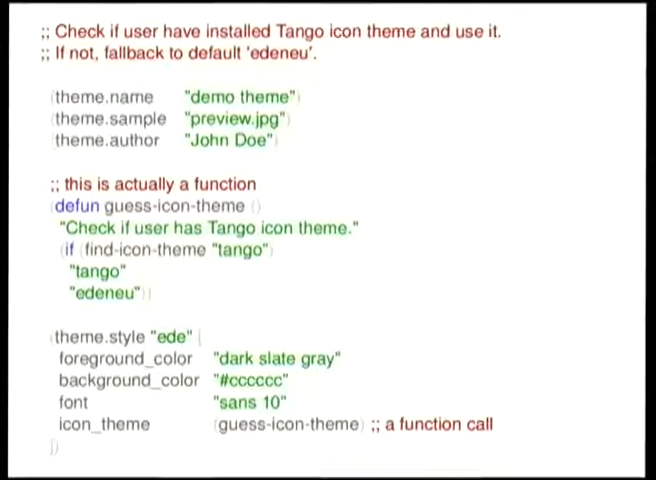 ;; Check if user have installed Tango icon theme and use it.
;; If not, fallback to default 'edeneu'.
(theme.name "demo theme")
(theme.sample "preview.jpg")
(theme.author "John Doe")
;; this is actually a function
(defun guess-icon-theme ()
"Check if user has Tango icon theme."
(if (find-icon-theme "tango")
"tango"
"edeneu"))
(theme.style "ede" [
foreground_color "dark slate gray"
background_color "#cccccc"
font "sans 10"
icon_theme (guess-icon-theme) ;; a function call
])